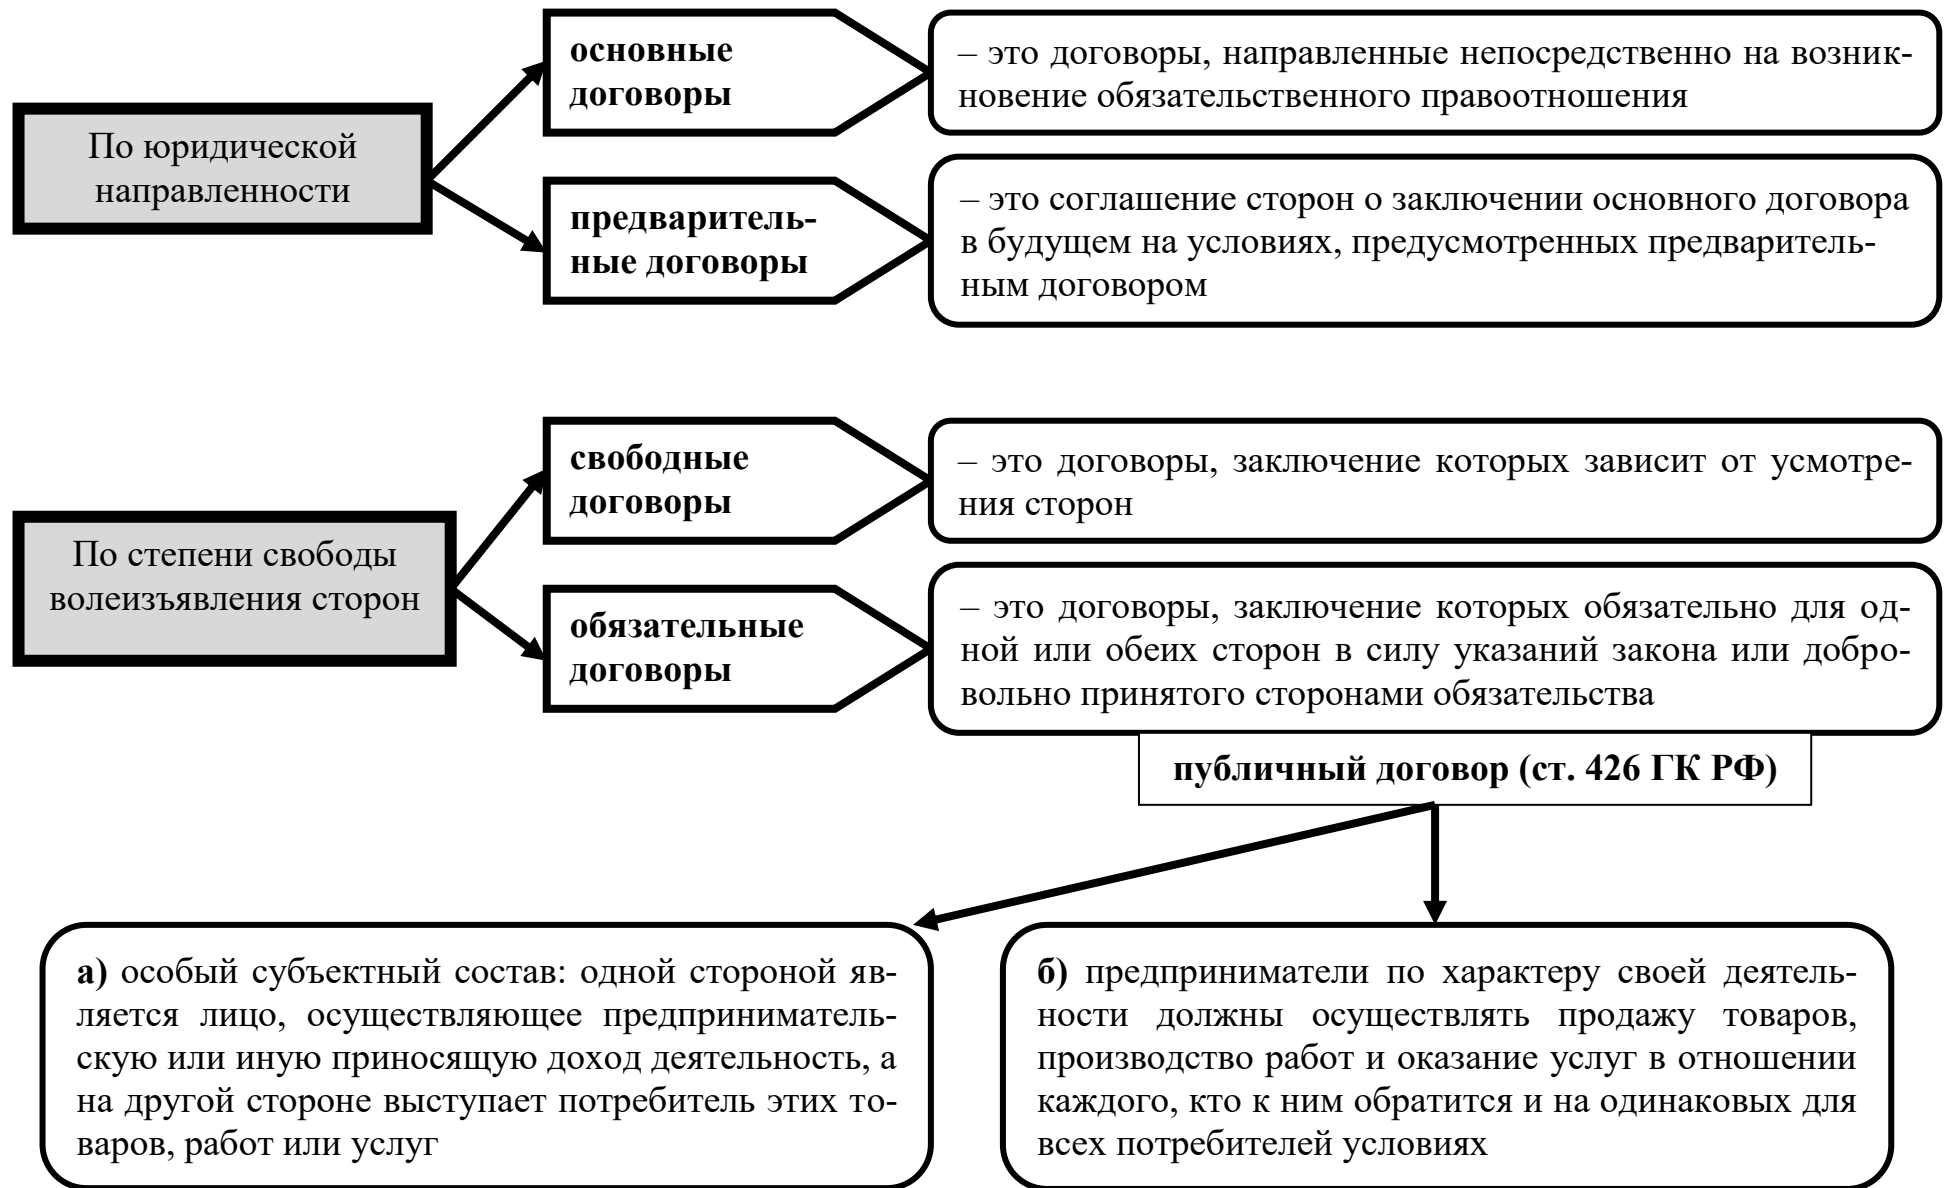 По юридической
направленности
основные
договоры
– это договоры, направленные непосредственно на возник-
новение обязательственного правоотношения
предваритель-
ные договоры
– это соглашение сторон о заключении основного договора
в будущем на условиях, предусмотренных предваритель-
ным договором
По степени свободы
волеизъявления сторон
свободные
договоры
– это договоры, заключение которых зависит от усмотре-
ния сторон
обязательные
договоры
– это договоры, заключение которых обязательно для од-
ной или обеих сторон в силу указаний закона или добро-
вольно принятого сторонами обязательства
публичный договор (ст. 426 ГК РФ)
а) особый субъектный состав: одной стороной яв-
ляется лицо, осуществляющее предприниматель-
скую или иную приносящую доход деятельность, а
на другой стороне выступает потребитель этих то-
варов, работ или услуг
б) предприниматели по характеру своей деятель-
ности должны осуществлять продажу товаров,
производство работ и оказание услуг в отношении
каждого, кто к ним обратится и на одинаковых для
всех потребителей условиях